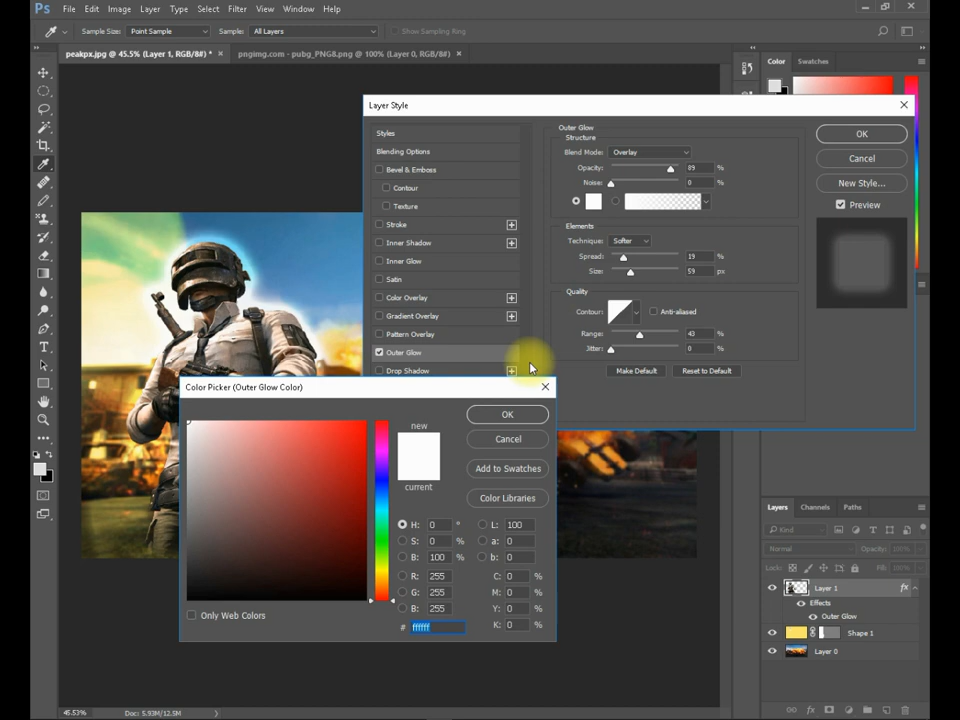 Ps File Edit Image Layer Type Select Filter View Window Help
Sample Size: Point Sample Sample: All Layers Show Sampling Ring
peakpx.jpg @ 45.5% (Layer 1, RGB/8#) * × pngimg.com - pubg_PNG8.png @ 100% (Layer 0, RGB/8#) ×
Color Swatches
Layer Style
Styles
Blending Options
Bevel & Emboss
Contour
Texture
Stroke
Inner Shadow
Inner Glow
Satin
Color Overlay
Gradient Overlay
Pattern Overlay
Outer Glow
Drop Shadow
Outer Glow
Structure
Blend Mode: Overlay
Opacity: 89 %
Noise: 0 %
Elements
Technique: Softer
Spread: 19 %
Size: 59 px
Quality
Contour: Anti-aliased
Range: 43 %
Jitter: 0 %
Make Default Reset to Default
OK
Cancel
New Style...
Preview
Color Picker (Outer Glow Color)
new
current
OK
Cancel
Add to Swatches
Color Libraries
H: 0 ° L: 100
S: 0 % a: 0
B: 100 % b: 0
R: 255 C: 0 %
G: 255 M: 0 %
B: 255 Y: 0 %
# ffffff K: 0 %
Only Web Colors
Layers Channels Paths
Kind
Normal Opacity: 100%
Lock: Fill: 100%
Layer 1 fx
Effects
Outer Glow
Shape 1
Layer 0
fx
45.53% Doc: 5.93M/12.5M